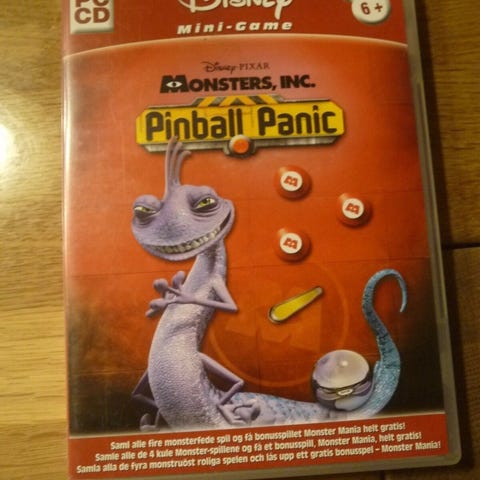 PC
CD
Disney
Mini-Game
6+
Disney • PIXAR
MONSTERS, INC.
Pinball Panic
M
M
M
Saml alle fire monsterfede spil og få bonusspillet Monster Mania helt gratis!
Samle alle de 4 kule Monster-spillene og få et bonusspill, Monster Mania, helt gratis!
Samla alla de fyra monstruöst roliga spelen och lås upp ett gratis bonusspel – Monster Mania!